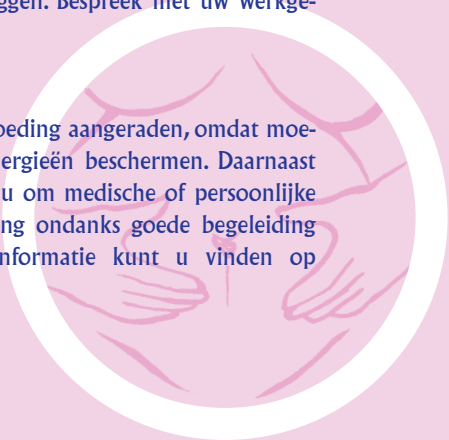 ggen. Bespreek met uw werkge-
oeding aangeraden, omdat moe-
ergieën beschermen. Daarnaast
u om medische of persoonlijke
ng ondanks goede begeleiding
nformatie kunt u vinden op